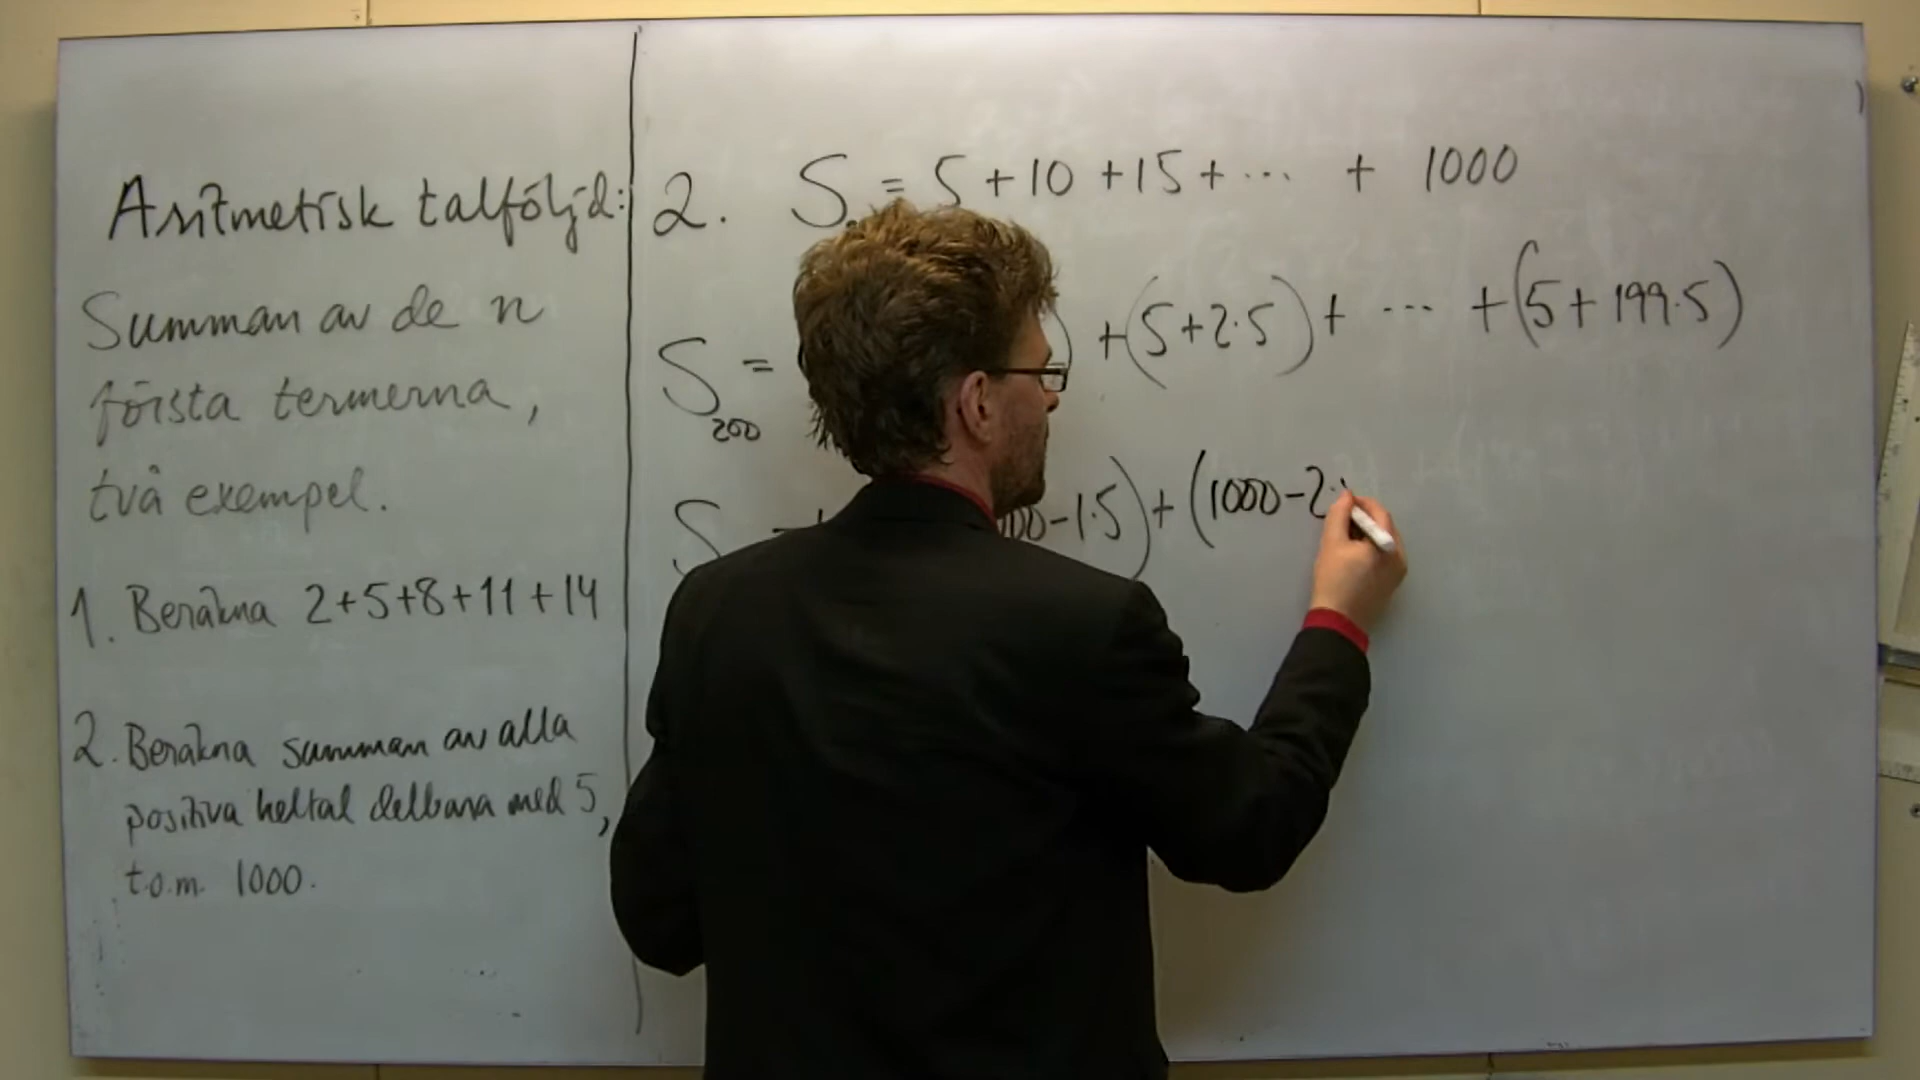 Aritmetisk talföljd:
Summan av de n
första termerna,
två exempel.
1. Beräkna 2+5+8+11+14
2. Beräkna summan av alla
positiva heltal delbara med 5,
t.o.m. 1000.
2. S = 5+10+15+ ... + 1000
S200 = ) +(5+2·5)+ ... +(5+199·5)
S 00-1·5)+(1000-2·